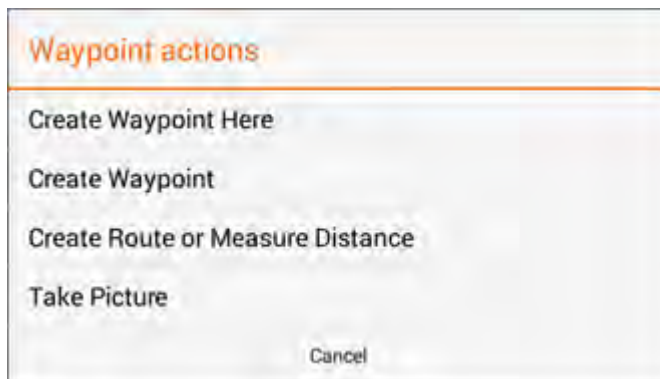 Waypoint actions
Create Waypoint Here
Create Waypoint
Create Route or Measure Distance
Take Picture
Cancel